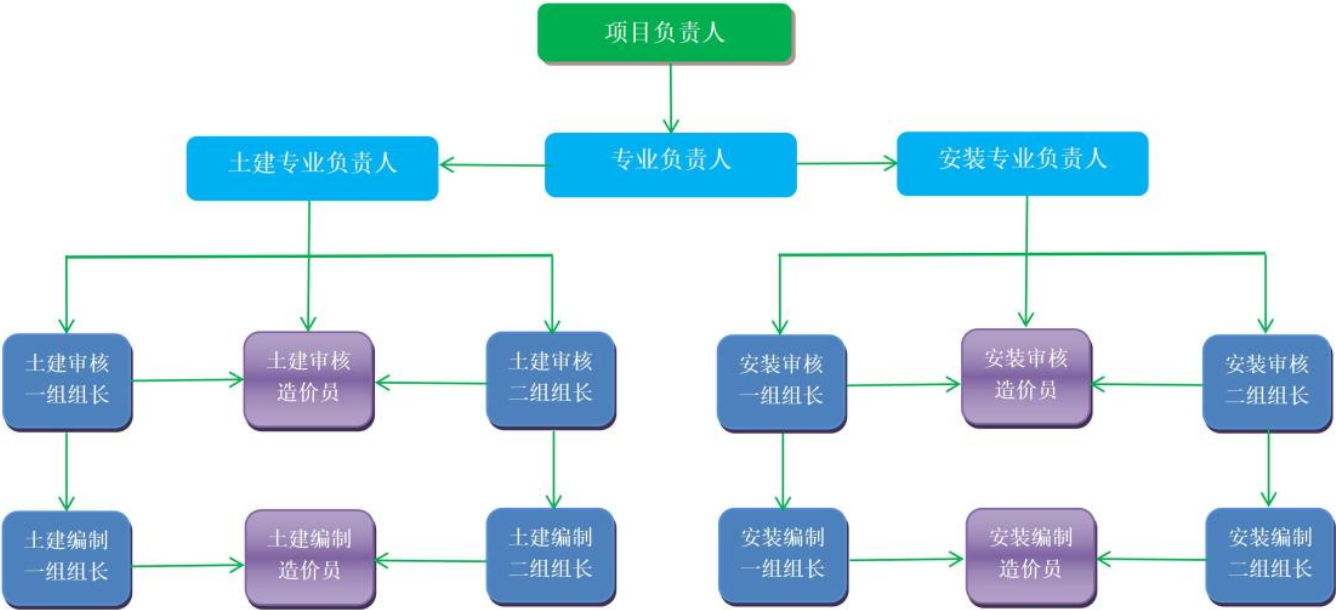 项目负责人
土建专业负责人
专业负责人
安装专业负责人
土建审核
一组组长
土建审核
造价员
土建审核
二组组长
安装审核
一组组长
安装审核
造价员
安装审核
二组组长
土建编制
一组组长
土建编制
造价员
土建编制
二组组长
安装编制
一组组长
安装编制
造价员
安装编制
二组组长